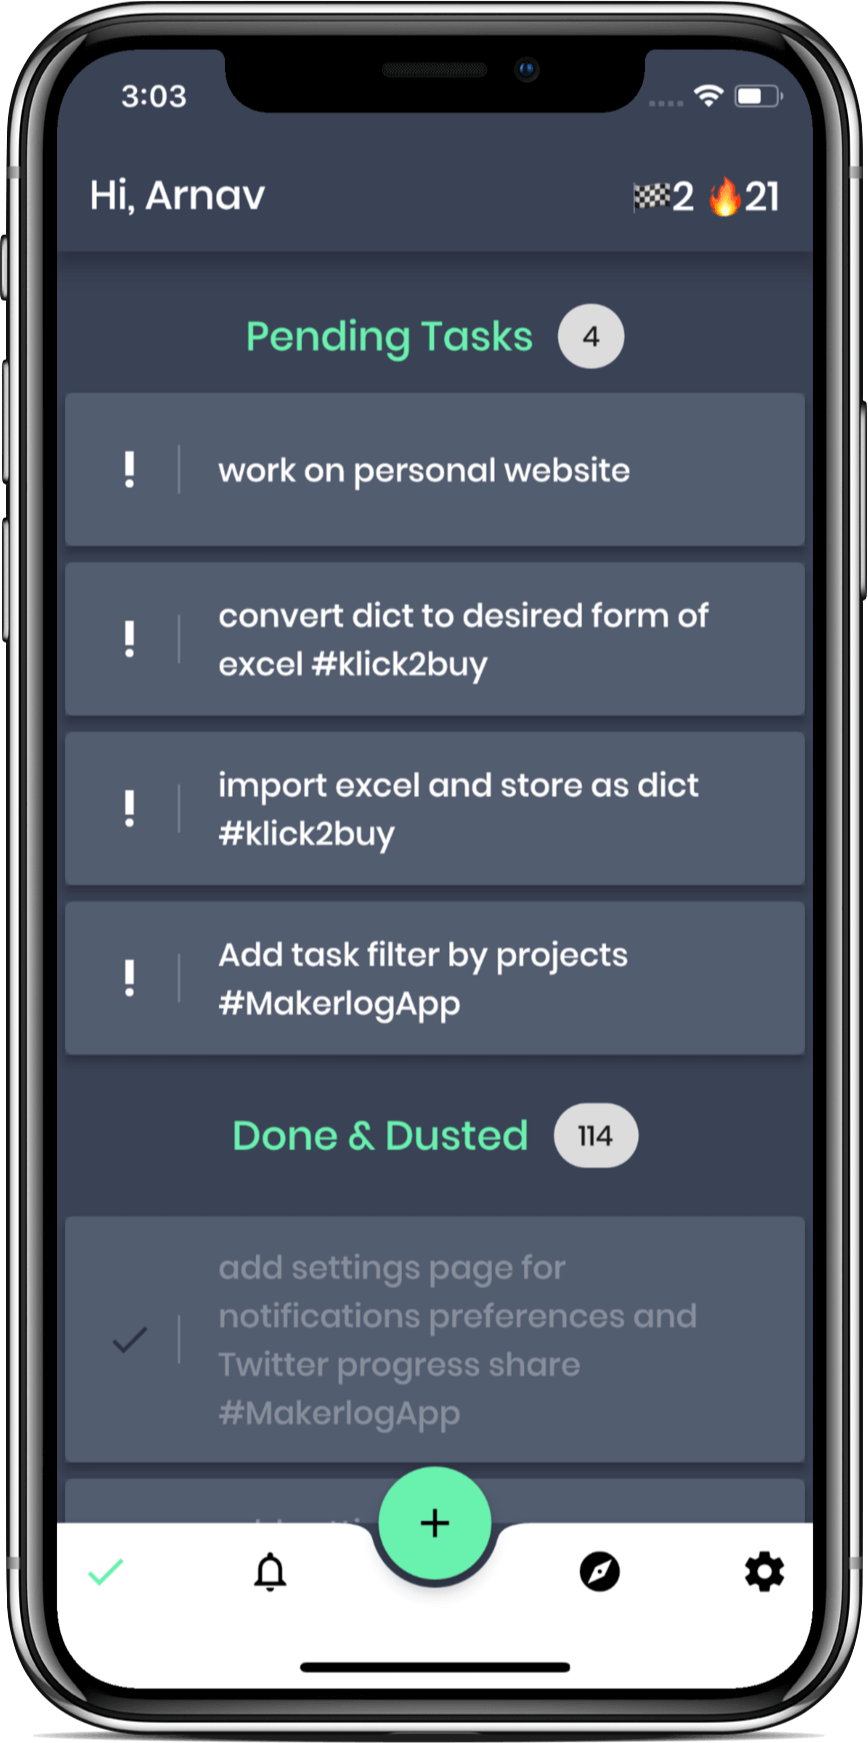 3:03
Hi, Arnav
🏁2 🔥21
Pending Tasks 4
! work on personal website
! convert dict to desired form of
excel #klick2buy
! import excel and store as dict
#klick2buy
! Add task filter by projects
#MakerlogApp
Done & Dusted 114
add settings page for
notifications preferences and
Twitter progress share
#MakerlogApp
+